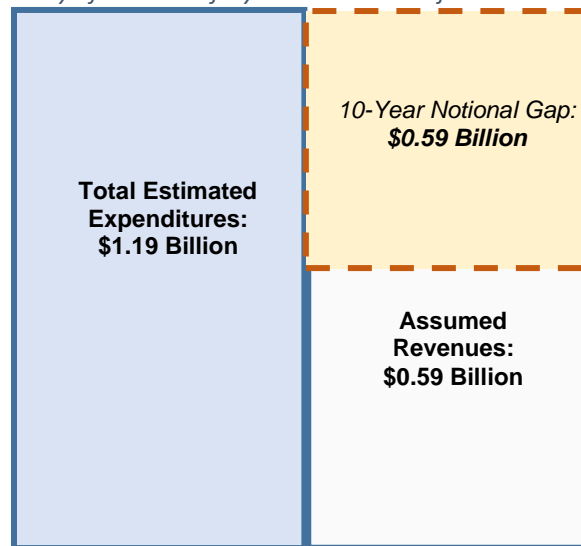 Total Estimated
Expenditures:
$1.19 Billion
10-Year Notional Gap:
$0.59 Billion
Assumed
Revenues:
$0.59 Billion